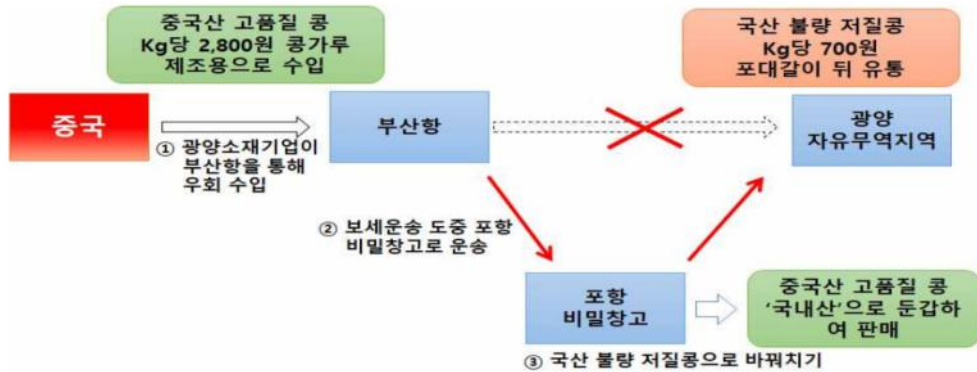 중국산 고품질 콩
Kg당 2,800원 콩가루
제조용으로 수입
국산 불량 저질콩
Kg당 700원
포대갈이 뒤 유통
중국
부산항
광양
자유무역지역
① 광양소재기업이
부산항을 통해
우회 수입
② 보세운송 도중 포항
비밀창고로 운송
포항
비밀창고
중국산 고품질 콩
‘국내산’으로 둔갑하
여 판매
③ 국산 불량 저질콩으로 바꿔치기